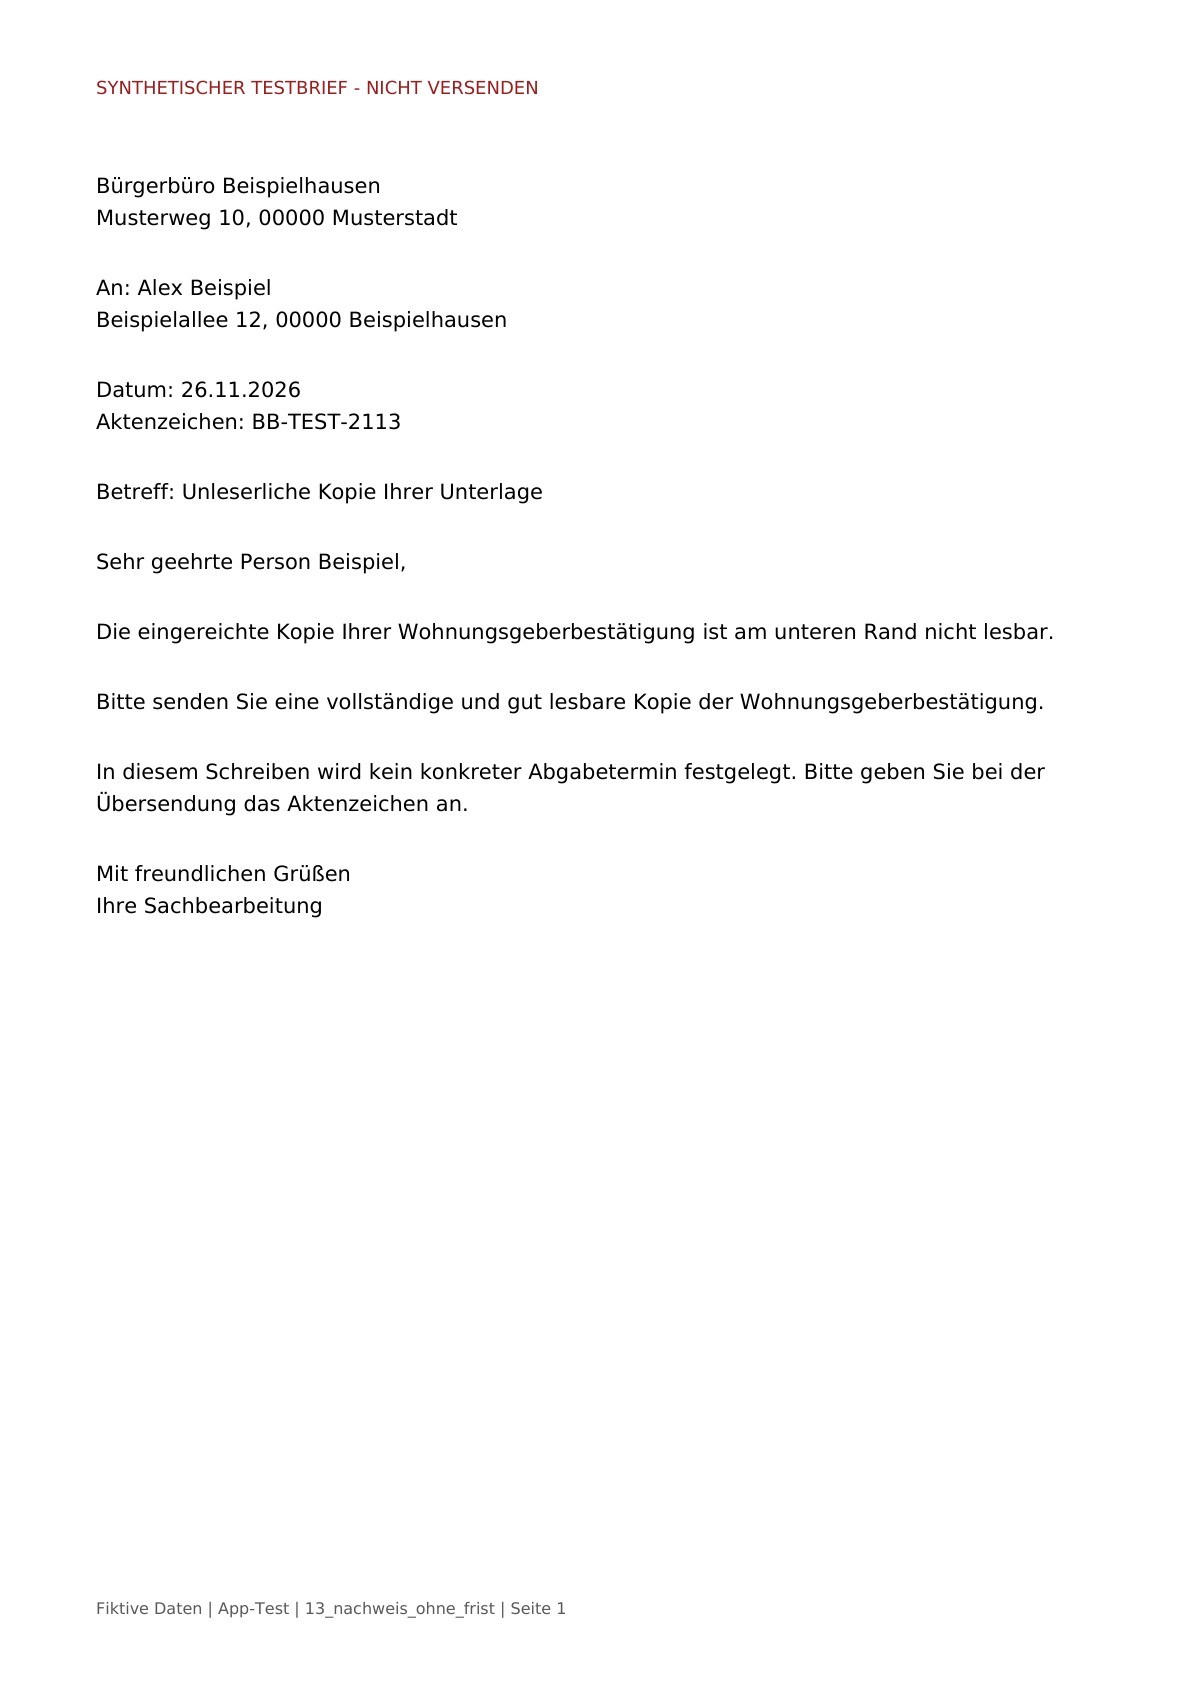 SYNTHETISCHER TESTBRIEF - NICHT VERSENDEN
Bürgerbüro Beispielhausen
Musterweg 10, 00000 Musterstadt
An: Alex Beispiel
Beispielallee 12, 00000 Beispielhausen
Datum: 26.11.2026
Aktenzeichen: BB-TEST-2113
Betreff: Unleserliche Kopie Ihrer Unterlage
Sehr geehrte Person Beispiel,
Die eingereichte Kopie Ihrer Wohnungsgeberbestätigung ist am unteren Rand nicht lesbar.
Bitte senden Sie eine vollständige und gut lesbare Kopie der Wohnungsgeberbestätigung.
In diesem Schreiben wird kein konkreter Abgabetermin festgelegt. Bitte geben Sie bei der
Übersendung das Aktenzeichen an.
Mit freundlichen Grüßen
Ihre Sachbearbeitung
Fiktive Daten | App-Test | 13_nachweis_ohne_frist | Seite 1